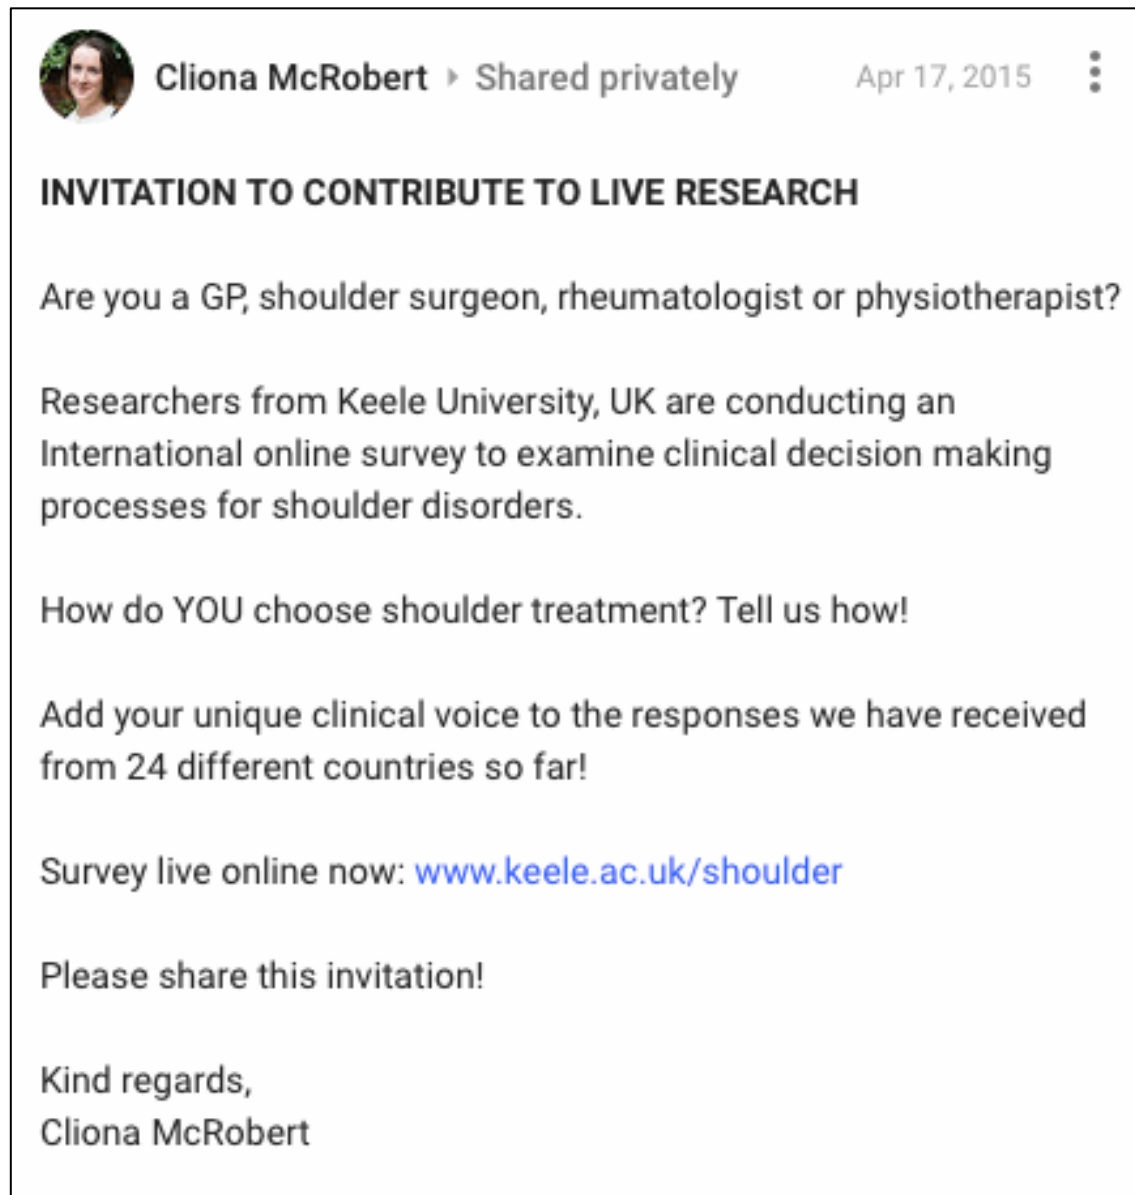 Cliona McRobert ▸ Shared privately Apr 17, 2015
INVITATION TO CONTRIBUTE TO LIVE RESEARCH
Are you a GP, shoulder surgeon, rheumatologist or physiotherapist?
Researchers from Keele University, UK are conducting an
International online survey to examine clinical decision making
processes for shoulder disorders.
How do YOU choose shoulder treatment? Tell us how!
Add your unique clinical voice to the responses we have received
from 24 different countries so far!
Survey live online now: www.keele.ac.uk/shoulder
Please share this invitation!
Kind regards,
Cliona McRobert